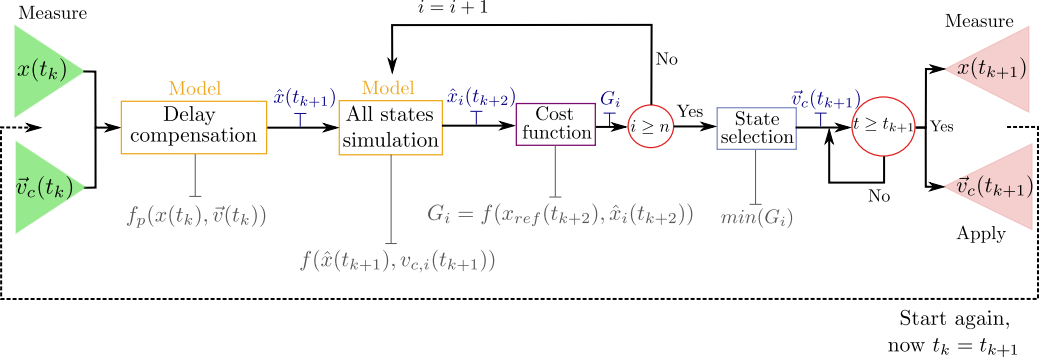 Measure
i = i + 1
Measure
x(t_k)
Model
Delay
compensation
x̂(t_{k+1})
Model
All states
simulation
x̂_i(t_{k+2})
Cost
function
G_i
i ≥ n
No
Yes
State
selection
v⃗_c(t_{k+1})
t ≥ t_{k+1}
Yes
No
x(t_{k+1})
v⃗_c(t_k)
v⃗_c(t_{k+1})
f_p(x(t_k), v⃗(t_k))
G_i = f(x_{ref}(t_{k+2}), x̂_i(t_{k+2}))
min(G_i)
Apply
f(x̂(t_{k+1}), v_{c,i}(t_{k+1}))
Start again,
now t_k = t_{k+1}